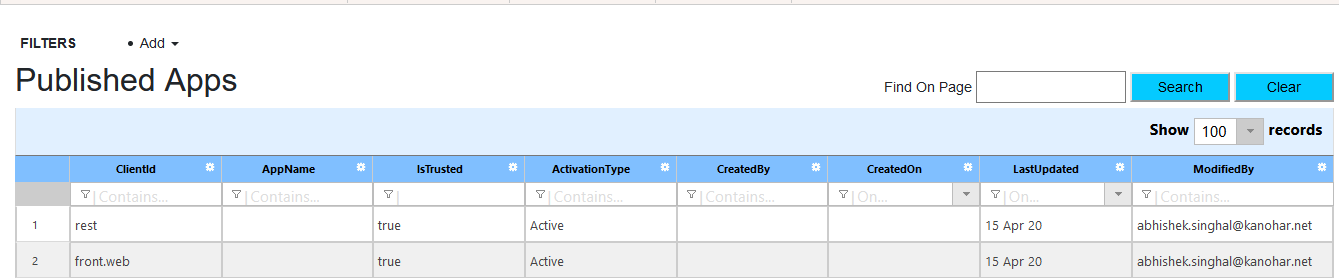 FILTERS • Add
Published Apps
Find On Page Search Clear
Show 100 records
ClientId AppName IsTrusted ActivationType CreatedBy CreatedOn LastUpdated ModifiedBy
Contains... Contains... Contains... Contains... On... On... Contains...
1 rest true Active 15 Apr 20 abhishek.singhal@kanohar.net
2 front.web true Active 15 Apr 20 abhishek.singhal@kanohar.net